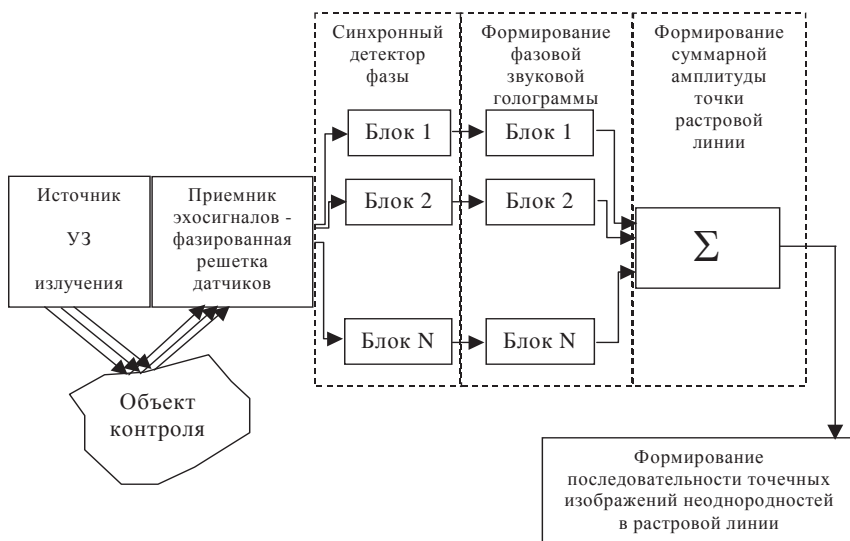 Синхронный
детектор
фазы
Формирование
фазовой
звуковой
голограммы
Формирование
суммарной
амплитуды
точки
растровой
линии
Блок 1
Блок 1
Источник
УЗ
излучения
Приемник
эхосигналов -
фазированная
решетка
датчиков
Блок 2
Блок 2
Σ
Блок N
Блок N
Объект
контроля
Формирование
последовательности точечных
изображений неоднородностей
в растровой линии